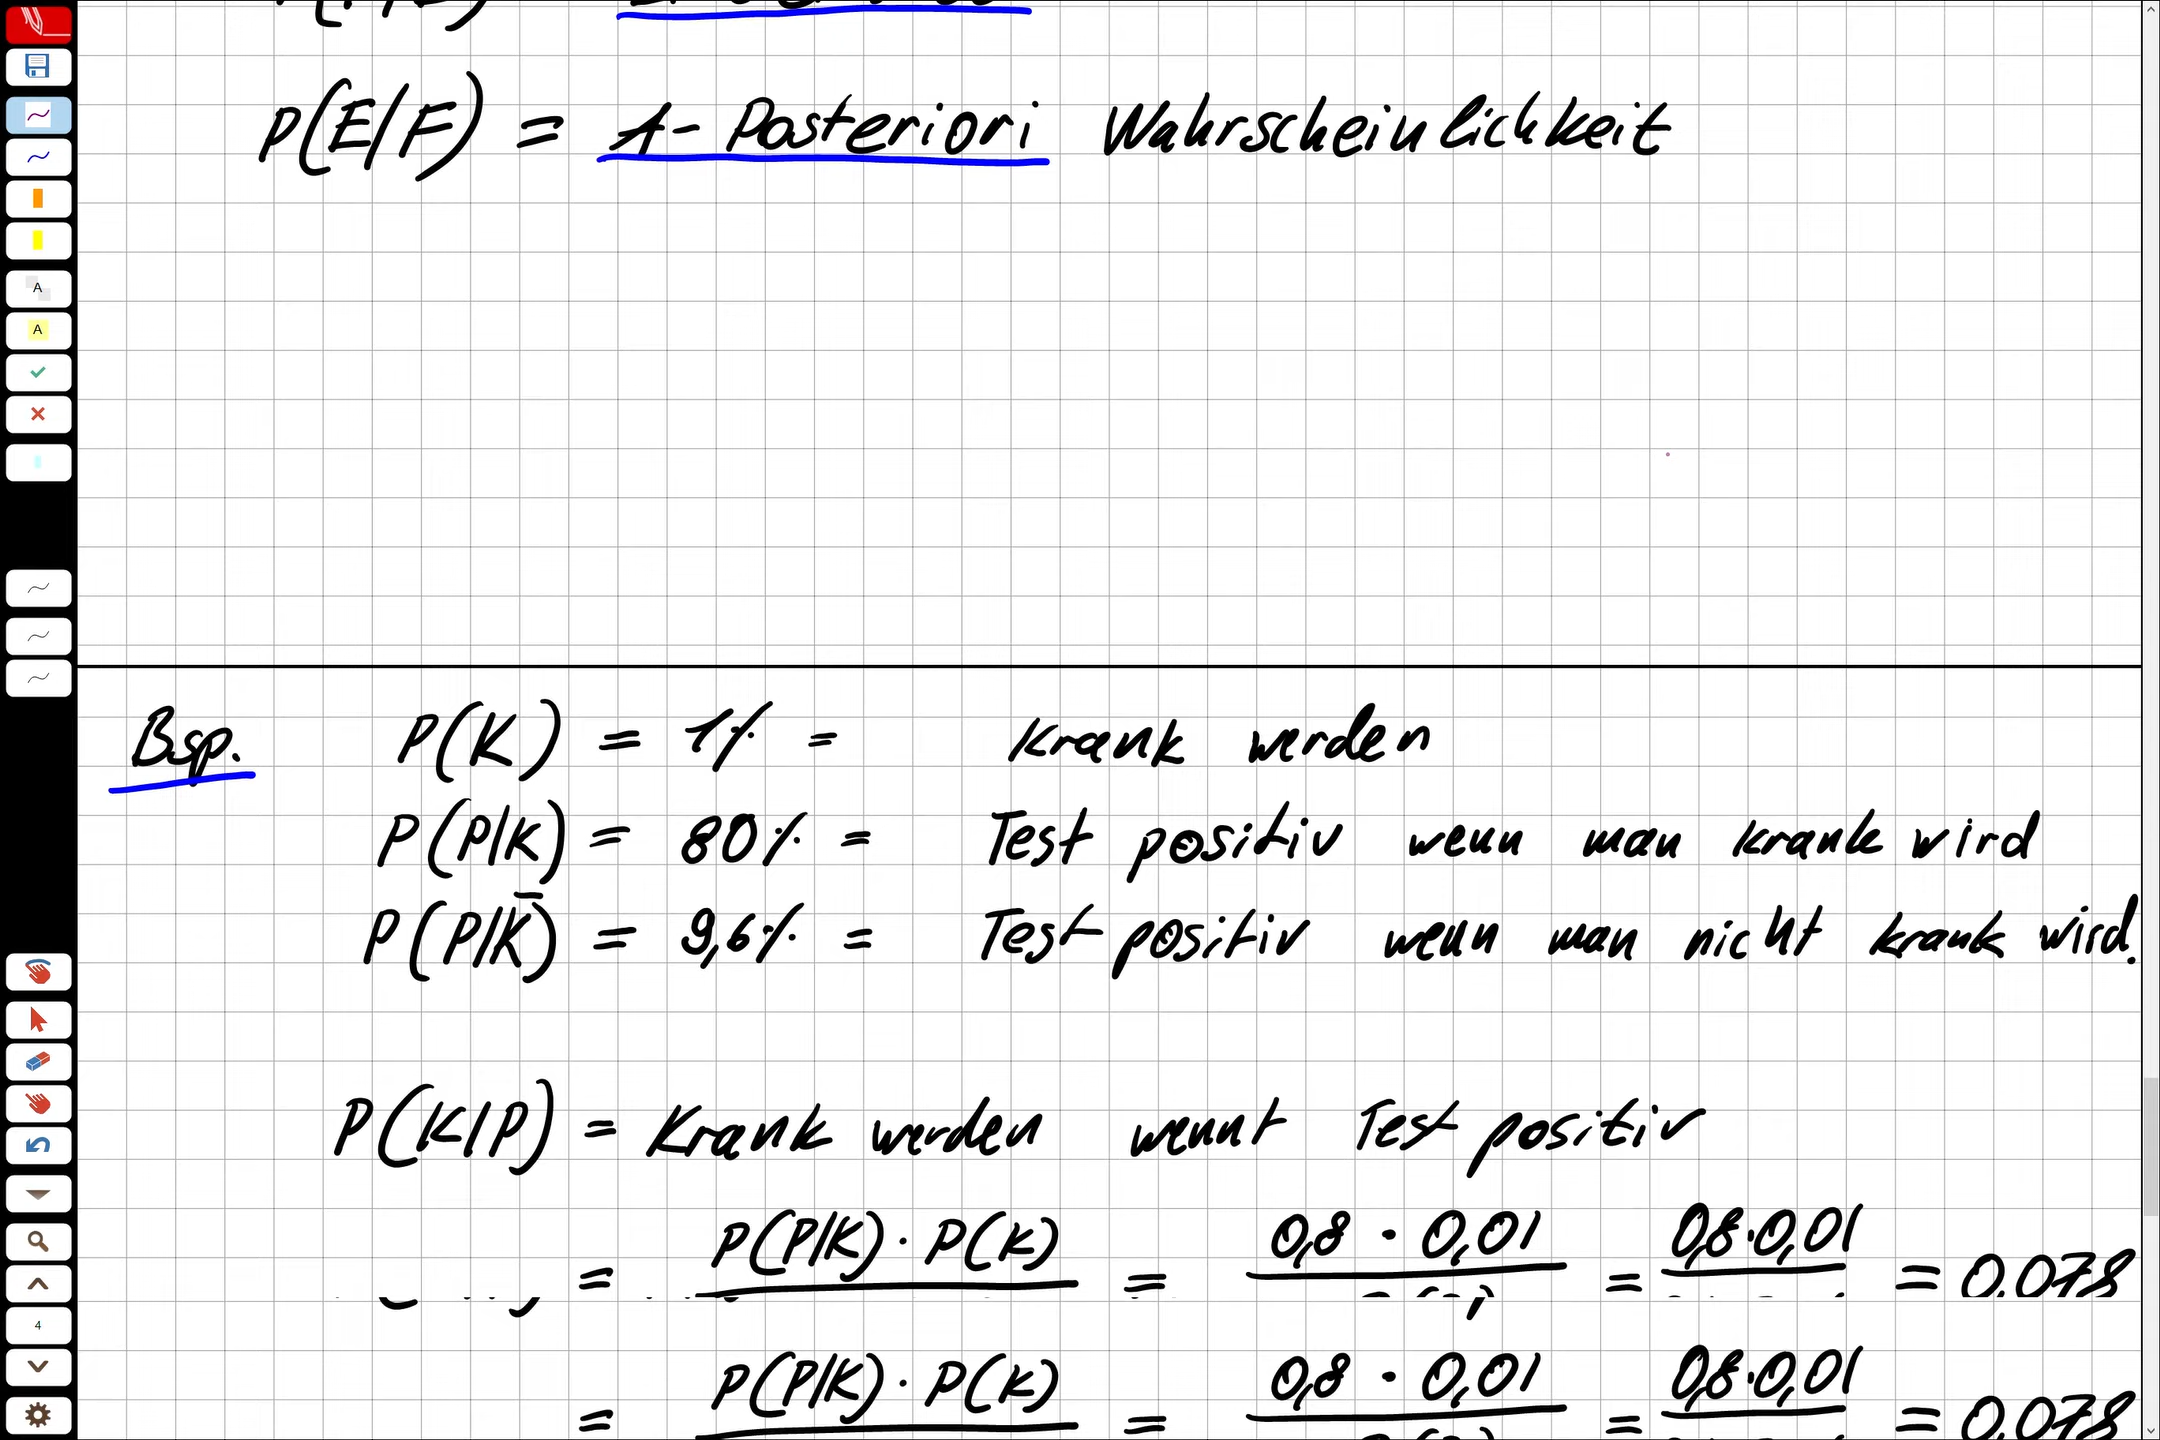 P(E/F) = A-Posteriori Wahrscheinlichkeit
Bsp. P(K) = 1% = Krank werden
P(P/K) = 80% = Test positiv wenn man krank wird
P(P/K̅) = 9,6% = Test positiv wenn man nicht krank wird.
P(K/P) = Krank werden wennt Test positiv
= P(P/K) · P(K) = 0,8 · 0,01 = 0,8·0,01 = 0.078
= P(P/K) · P(K) = 0,8 · 0,01 = 0,8·0,01 = 0.078
A
A
4